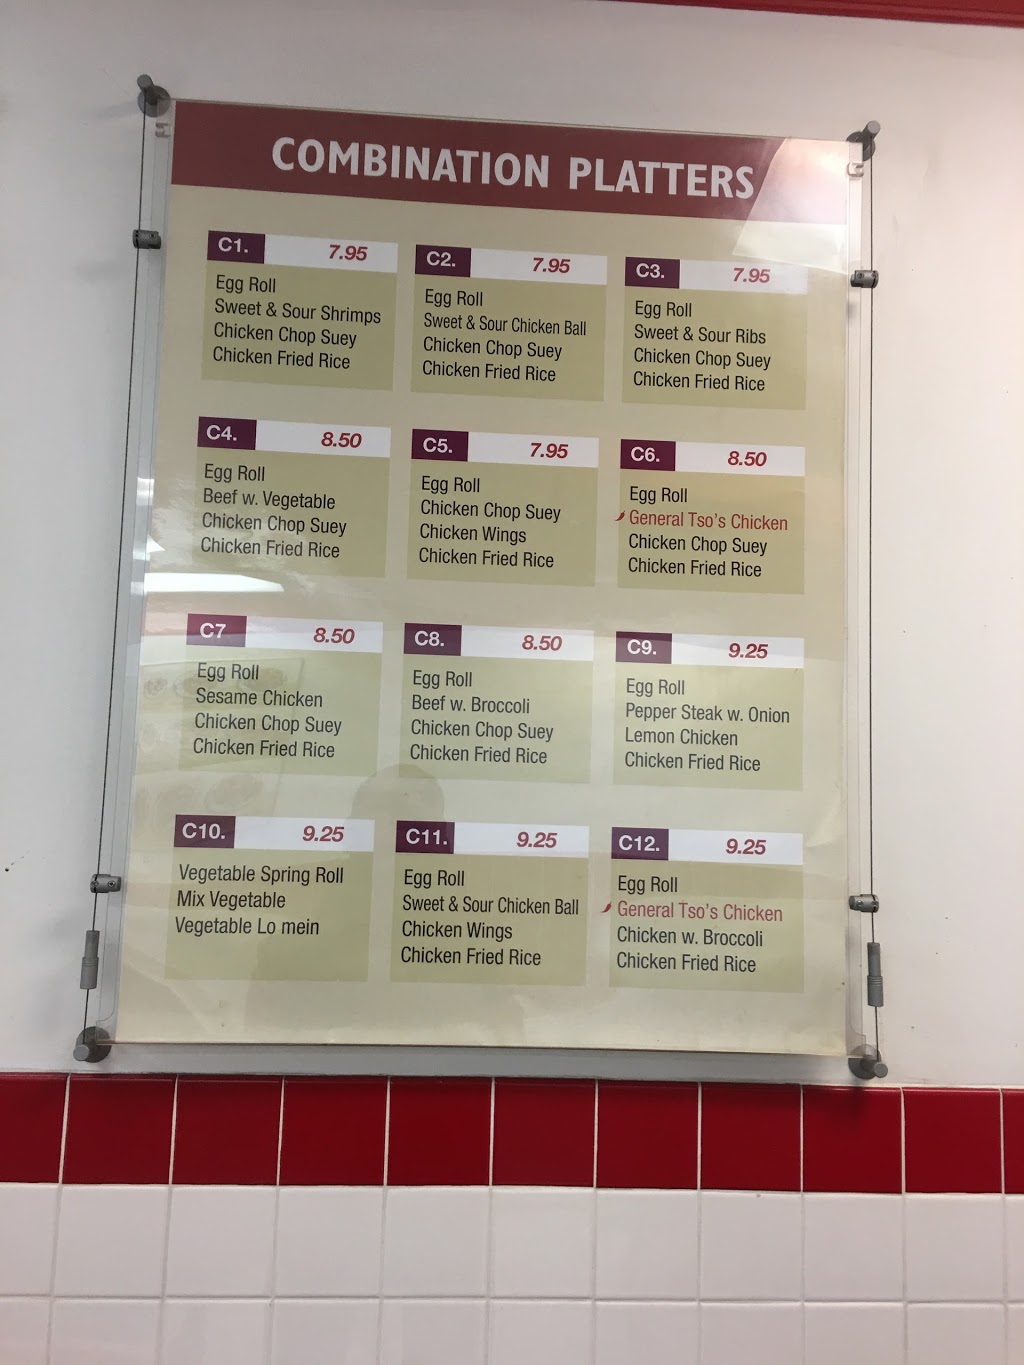 COMBINATION PLATTERS
C1. 7.95
Egg Roll
Sweet & Sour Shrimps
Chicken Chop Suey
Chicken Fried Rice
C2. 7.95
Egg Roll
Sweet & Sour Chicken Ball
Chicken Chop Suey
Chicken Fried Rice
C3. 7.95
Egg Roll
Sweet & Sour Ribs
Chicken Chop Suey
Chicken Fried Rice
C4. 8.50
Egg Roll
Beef w. Vegetable
Chicken Chop Suey
Chicken Fried Rice
C5. 7.95
Egg Roll
Chicken Chop Suey
Chicken Wings
Chicken Fried Rice
C6. 8.50
Egg Roll
General Tso's Chicken
Chicken Chop Suey
Chicken Fried Rice
C7 8.50
Egg Roll
Sesame Chicken
Chicken Chop Suey
Chicken Fried Rice
C8. 8.50
Egg Roll
Beef w. Broccoli
Chicken Chop Suey
Chicken Fried Rice
C9. 9.25
Egg Roll
Pepper Steak w. Onion
Lemon Chicken
Chicken Fried Rice
C10. 9.25
Vegetable Spring Roll
Mix Vegetable
Vegetable Lo mein
C11. 9.25
Egg Roll
Sweet & Sour Chicken Ball
Chicken Wings
Chicken Fried Rice
C12. 9.25
Egg Roll
General Tso's Chicken
Chicken w. Broccoli
Chicken Fried Rice